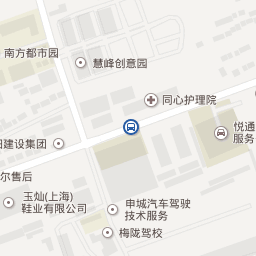 南方都市园
慧峰创意园
同心护理院
悦通
服务
阳建设集团
尔售后
玉灿(上海)
鞋业有限公司
申城汽车驾驶
技术服务
梅陇驾校